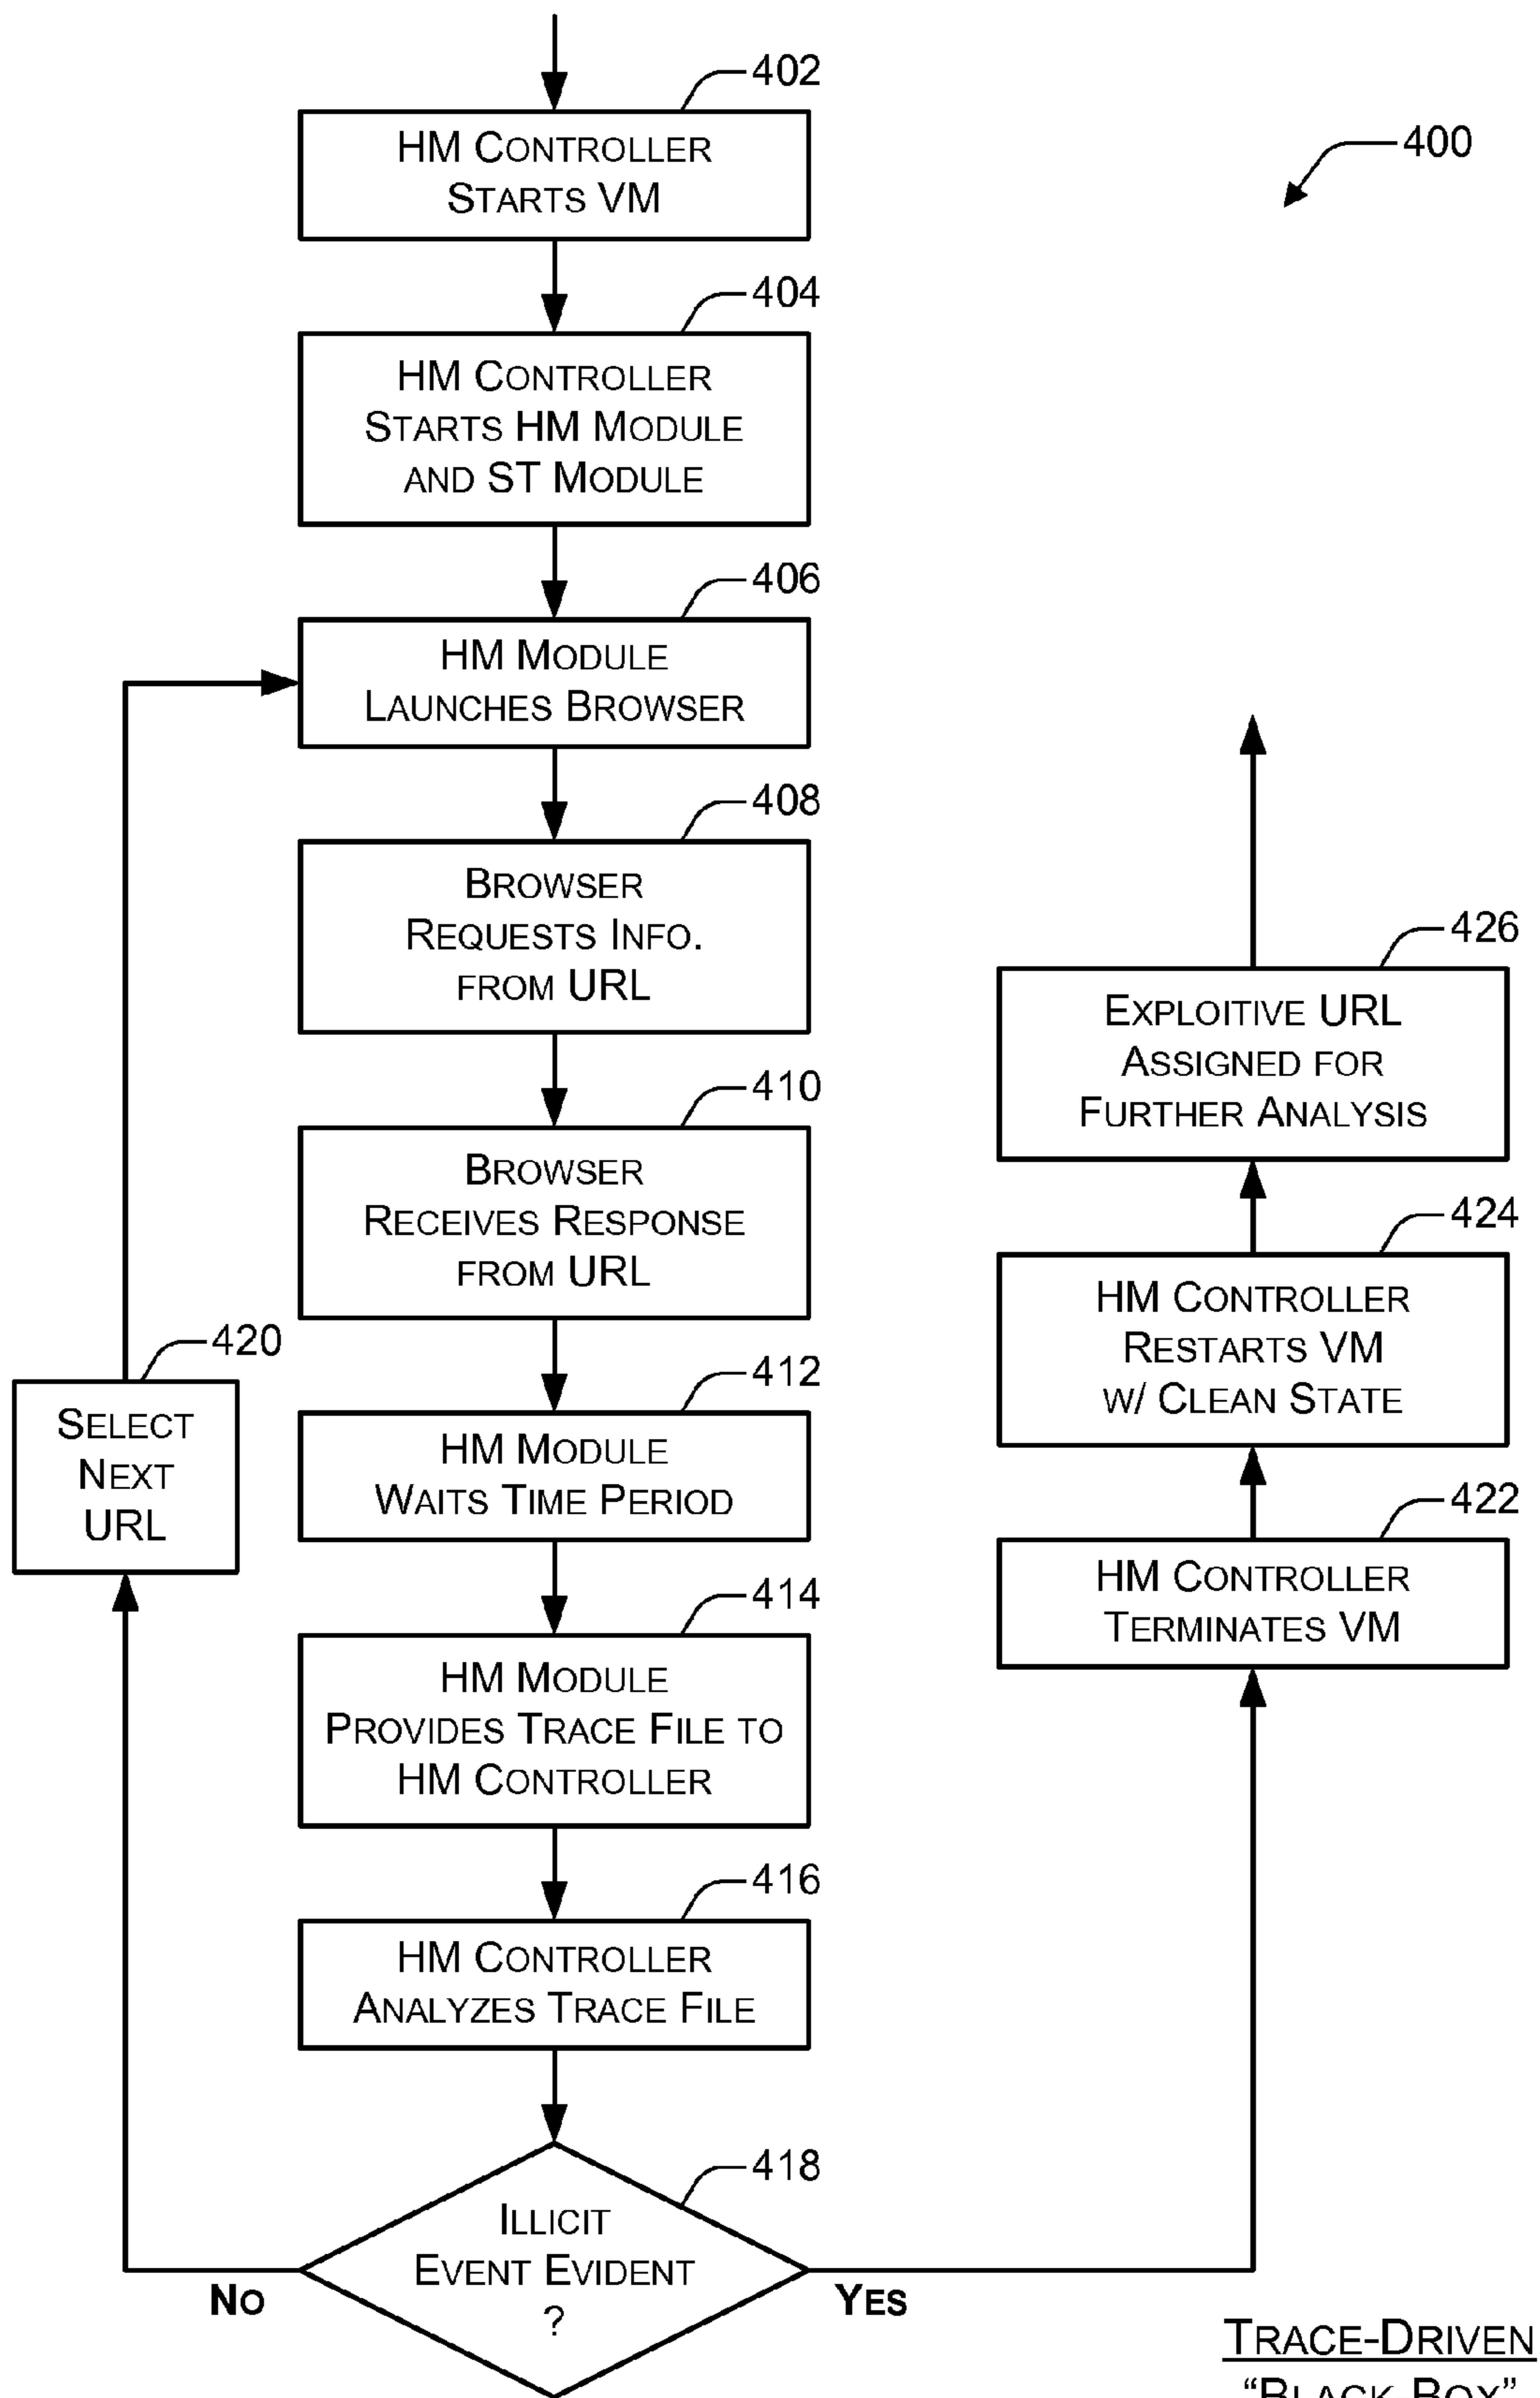 402
HM CONTROLLER
STARTS VM
400
404
HM CONTROLLER
STARTS HM MODULE
AND ST MODULE
406
HM MODULE
LAUNCHES BROWSER
408
BROWSER
REQUESTS INFO.
FROM URL
410
BROWSER
RECEIVES RESPONSE
FROM URL
412
HM MODULE
WAITS TIME PERIOD
414
HM MODULE
PROVIDES TRACE FILE TO
HM CONTROLLER
416
HM CONTROLLER
ANALYZES TRACE FILE
418
ILLICIT
EVENT EVIDENT
?
NO
YES
420
SELECT
NEXT
URL
422
HM CONTROLLER
TERMINATES VM
424
HM CONTROLLER
RESTARTS VM
W/ CLEAN STATE
426
EXPLOITIVE URL
ASSIGNED FOR
FURTHER ANALYSIS
TRACE-DRIVEN
“BLACK BOX”